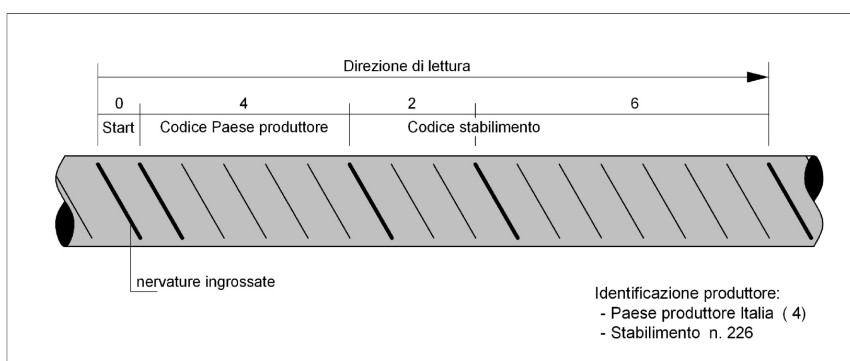 Direzione di lettura
0 4 2 6
Start Codice Paese produttore Codice stabilimento
nervature ingrossate
Identificazione produttore:
- Paese produttore Italia ( 4)
- Stabilimento n. 226